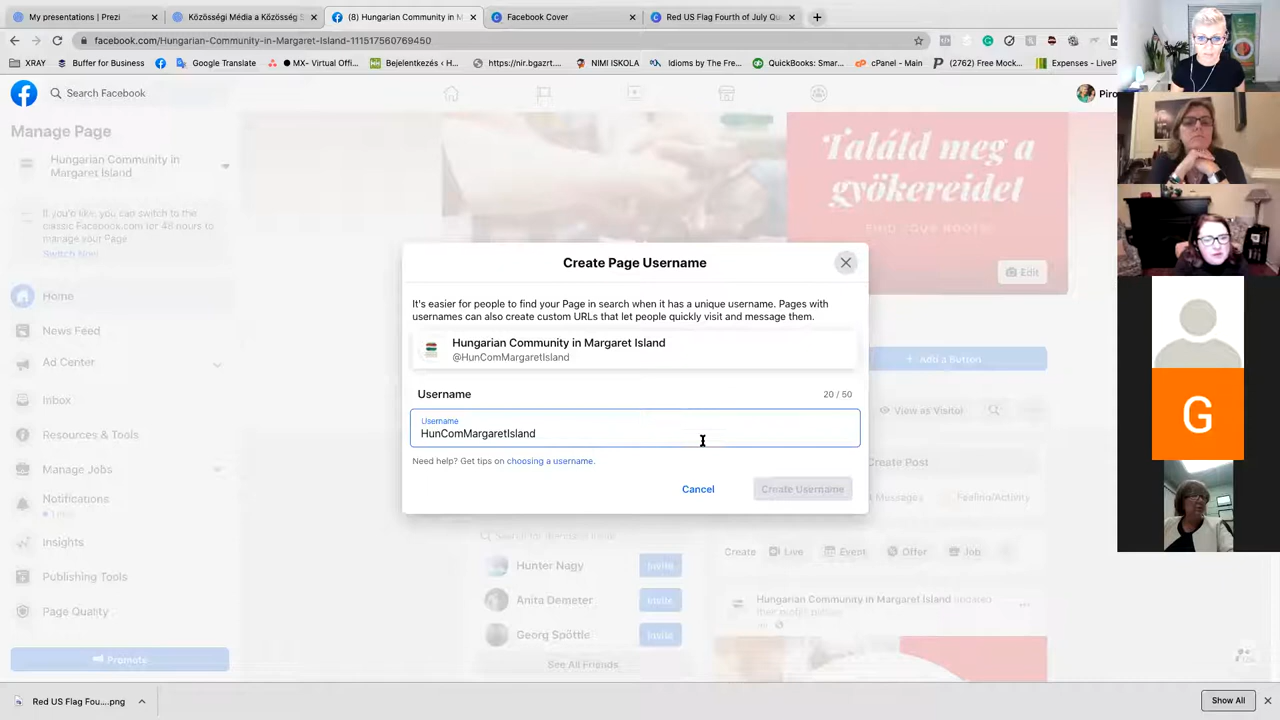 My presentations | Prezi
Közösségi Média a Közösség S
(8) Hungarian Community in M
Facebook Cover
Red US Flag Fourth of July Qu
facebook.com/Hungarian-Community-in-Margaret-Island-111517560769450
XRAY
Buffer for Business
Google Translate
MX- Virtual Offi...
Bejelentkezés ‹ H...
https://nir.bgazrt...
NIMI ISKOLA
Idioms by The Fre...
QuickBooks: Smar...
cPanel - Main
(2762) Free Mock...
Expenses - LiveP
Search Facebook
Piro
Manage Page
Hungarian Community in
Margaret Island
If you'd like, you can switch to the
classic Facebook.com for 48 hours to
manage your Page
Switch Now
Home
News Feed
Ad Center
Inbox
Resources & Tools
Manage Jobs
Notifications
Insights
Publishing Tools
Page Quality
Promote
Találd meg a
gyökereidet
FIND YOUR ROOTS
Edit
Create Page Username
It's easier for people to find your Page in search when it has a unique username. Pages with
usernames can also create custom URLs that let people quickly visit and message them.
Hungarian Community in Margaret Island
@HunComMargaretIsland
Username
20 / 50
Username
HunComMargaretIsland
Need help? Get tips on choosing a username.
Cancel
Create Username
+ Add a Button
View as Visitor
Create Post
Messages
Feeling/Activity
Create
Live
Event
Offer
Job
Hunter Nagy
Invite
Anita Demeter
Invite
Georg Spöttle
Invite
See All Friends
Hungarian Community in Margaret Island updated
their profile picture.
G
Red US Flag Fou....png
Show All